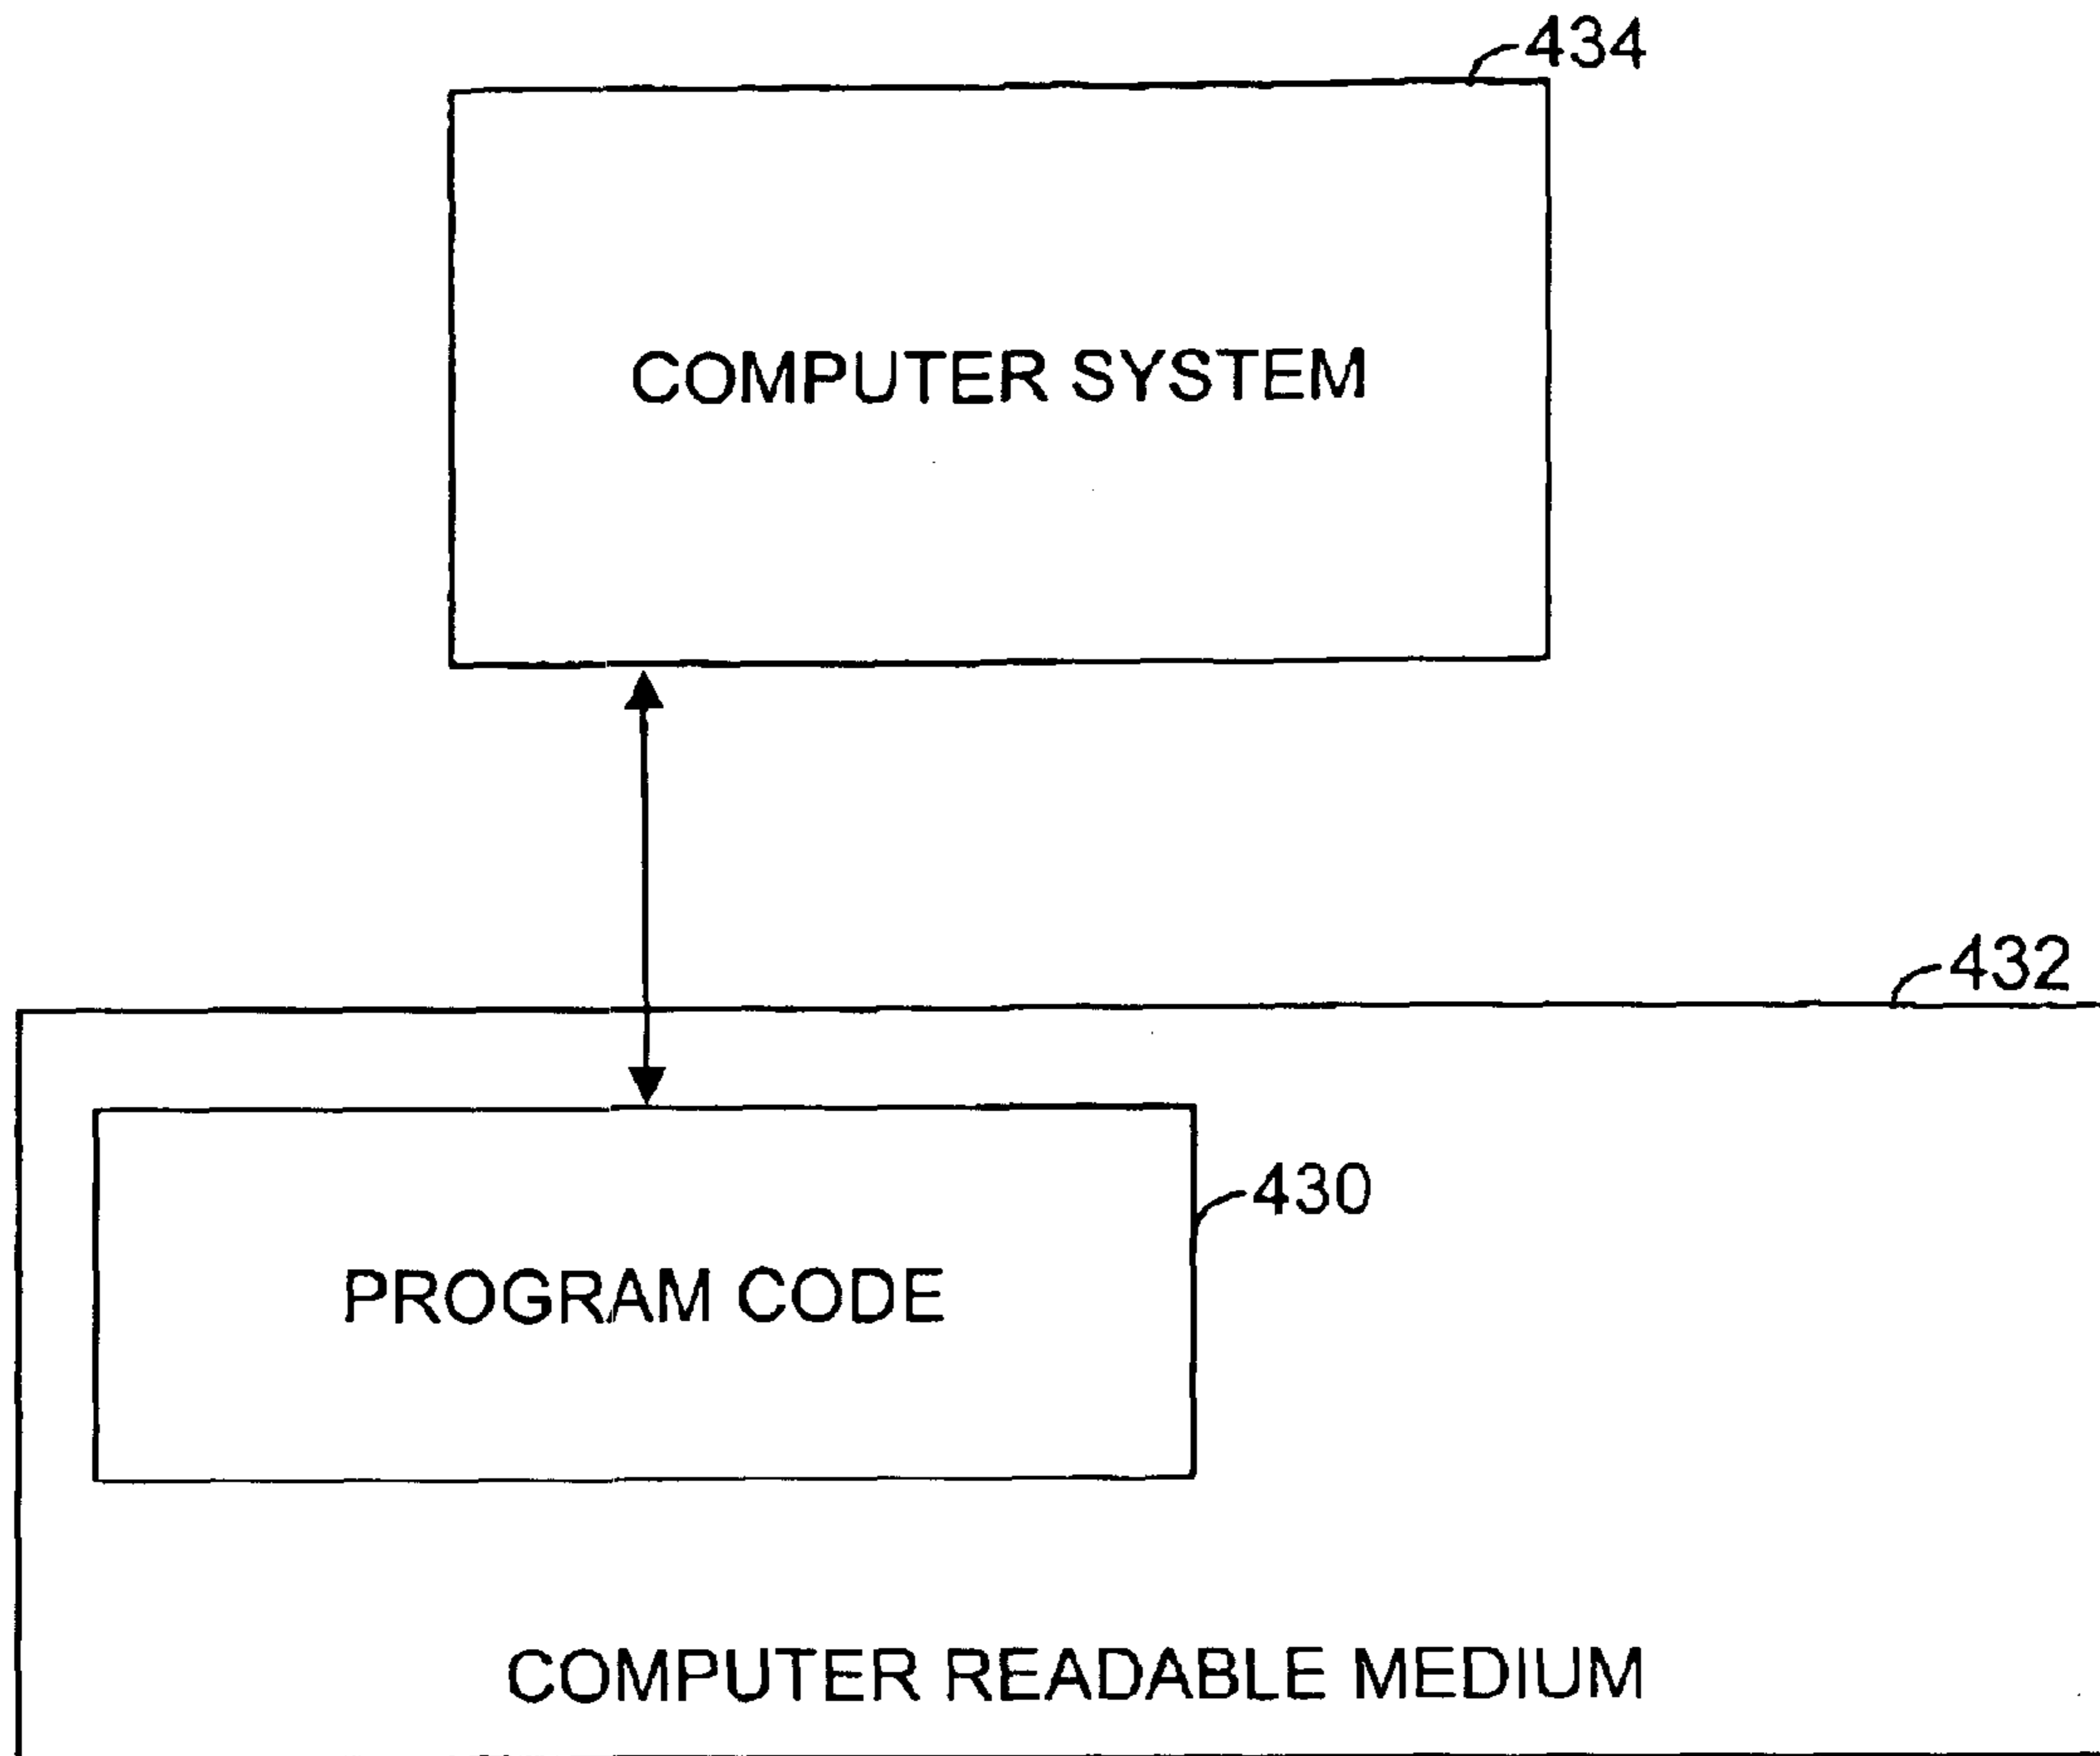 434
COMPUTER SYSTEM
432
430
PROGRAM CODE
COMPUTER READABLE MEDIUM